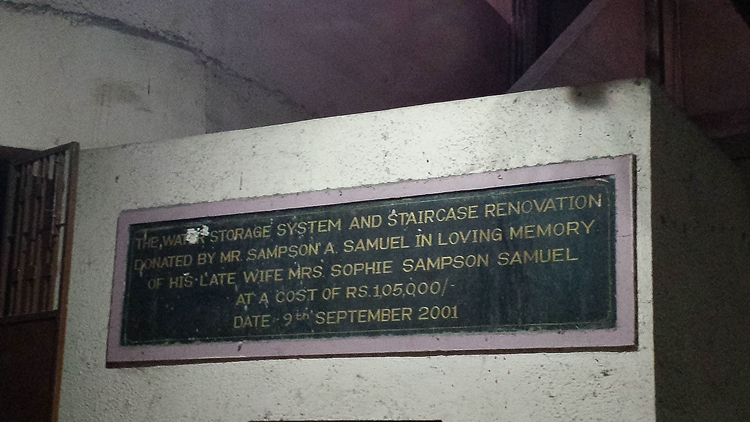 THE WATER STORAGE SYSTEM AND STAIRCASE RENOVATION
DONATED BY MR. SAMPSON A. SAMUEL IN LOVING MEMORY
OF HIS LATE WIFE MRS. SOPHIE SAMPSON SAMUEL
AT A COST OF RS.105,000/-
DATE:- 9th SEPTEMBER 2001